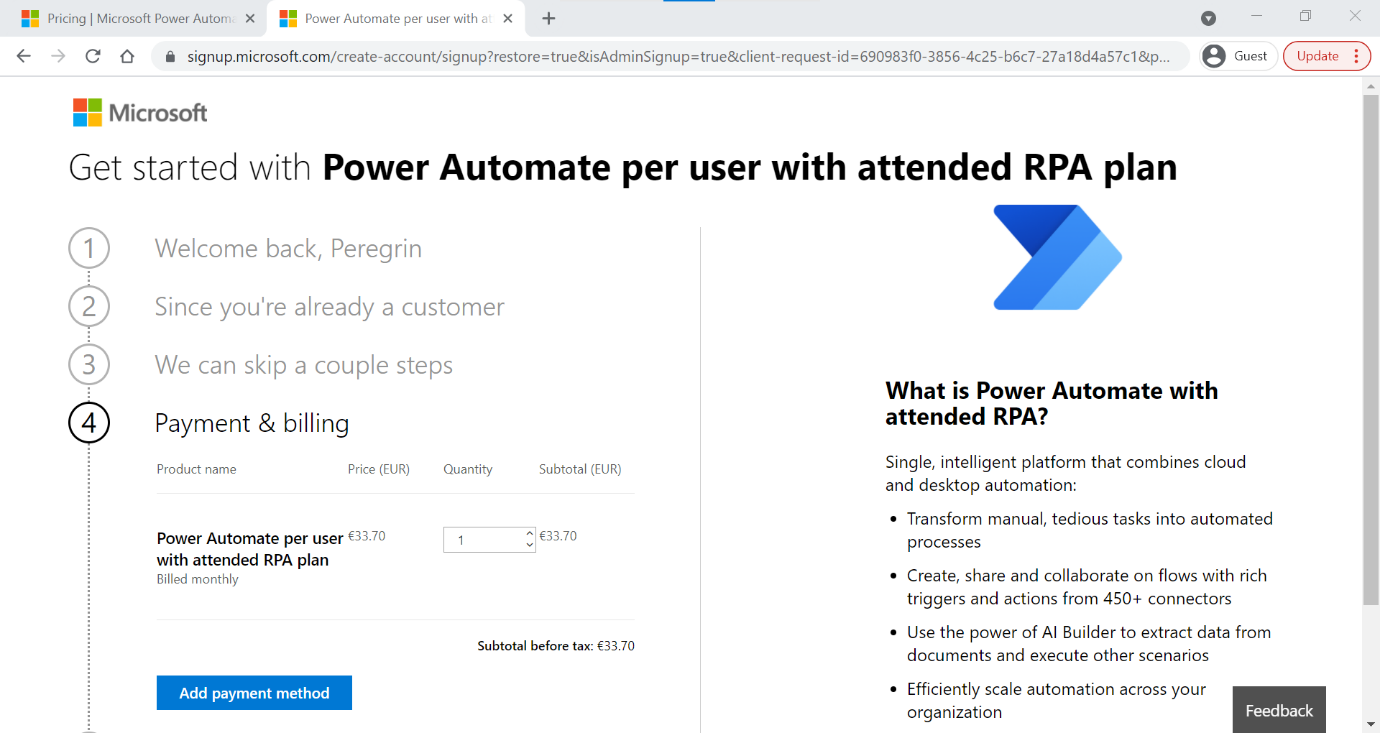 Pricing | Microsoft Power Autom
Power Automate per user with at
signup.microsoft.com/create-account/signup?restore=true&isAdminSignup=true&client-request-id=690983f0-3856-4c25-b6c7-27a18d4a57c1&p...
Guest
Update
Microsoft
Get started with Power Automate per user with attended RPA plan
1 Welcome back, Peregrin
2 Since you're already a customer
3 We can skip a couple steps
4 Payment & billing
Product name Price (EUR) Quantity Subtotal (EUR)
Power Automate per user €33.70 1 €33.70
with attended RPA plan
Billed monthly
Subtotal before tax: €33.70
Add payment method
What is Power Automate with
attended RPA?
Single, intelligent platform that combines cloud
and desktop automation:
• Transform manual, tedious tasks into automated
processes
• Create, share and collaborate on flows with rich
triggers and actions from 450+ connectors
• Use the power of AI Builder to extract data from
documents and execute other scenarios
• Efficiently scale automation across your
organization
Feedback